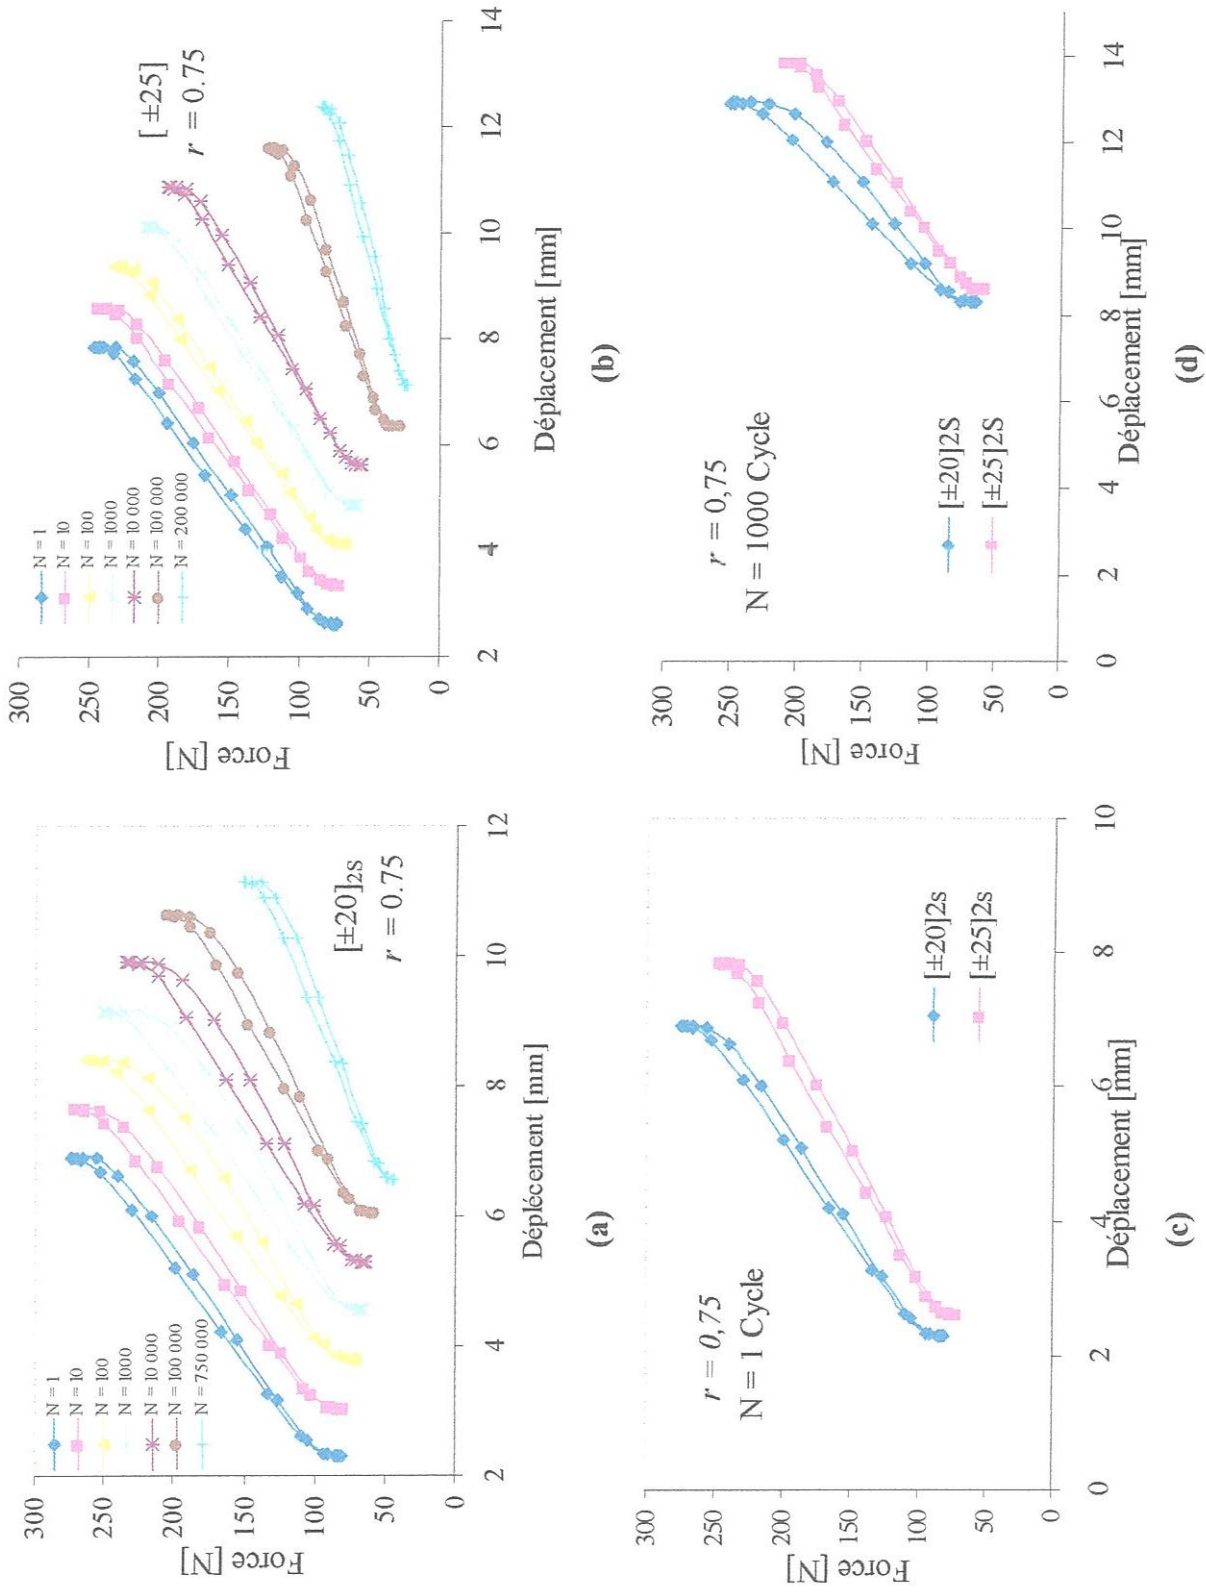 300
250
200
150
100
50
0
Force [N]
N = 1
N = 10
N = 100
N = 1000
N = 10 000
N = 100 000
N = 750 000
[±20]2S
r = 0.75
2
4
6
8
10
12
Déplécement [mm]
(a)
300
250
200
150
100
50
0
Force [N]
N = 1
N = 10
N = 100
N = 1000
N = 10 000
N = 100 000
N = 200 000
[ ±25]
r = 0.75
2
4
6
8
10
12
14
Déplacement [mm]
(b)
300
250
200
150
100
50
0
Force [N]
r = 0,75
N = 1 Cycle
[±20]2s
[±25]2s
0
2
4
6
8
10
Déplacement [mm]
(c)
300
250
200
150
100
50
0
Force [N]
r = 0,75
N = 1000 Cycle
[±20]2S
[±25]2S
0
2
4
6
8
10
12
14
Déplacement [mm]
(d)